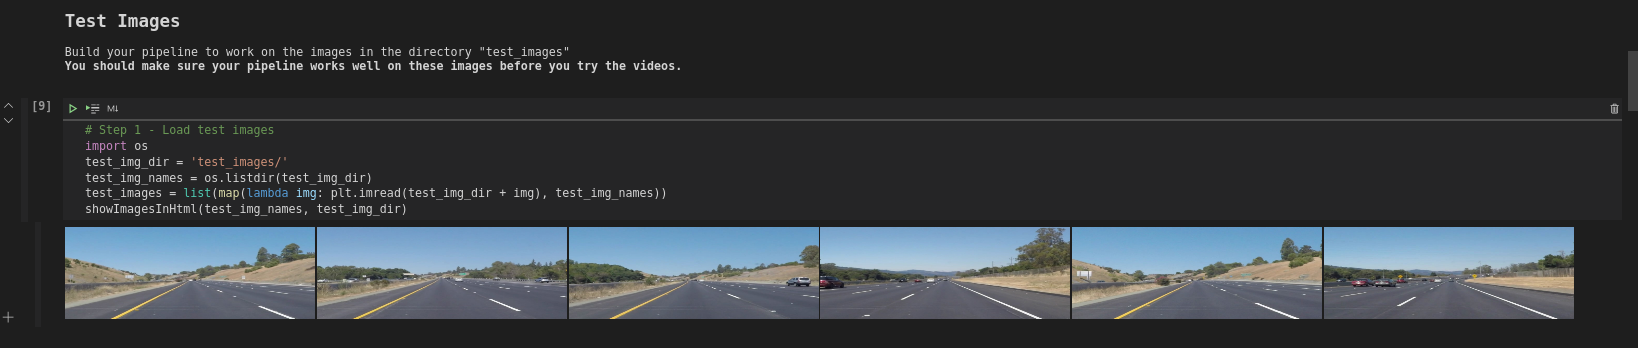 Test Images
Build your pipeline to work on the images in the directory "test_images"
You should make sure your pipeline works well on these images before you try the videos.
[9]
M↓
# Step 1 - Load test images
import os
test_img_dir = 'test_images/'
test_img_names = os.listdir(test_img_dir)
test_images = list(map(lambda img: plt.imread(test_img_dir + img), test_img_names))
showImagesInHtml(test_img_names, test_img_dir)